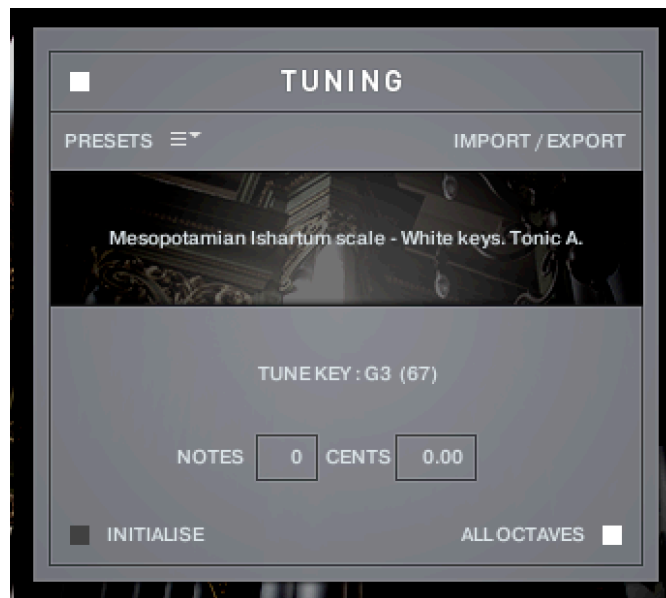 TUNING
PRESETS IMPORT / EXPORT
Mesopotamian Ishartum scale - White keys. Tonic A.
TUNE KEY : G3 (67)
NOTES 0 CENTS 0.00
INITIALISE ALL OCTAVES